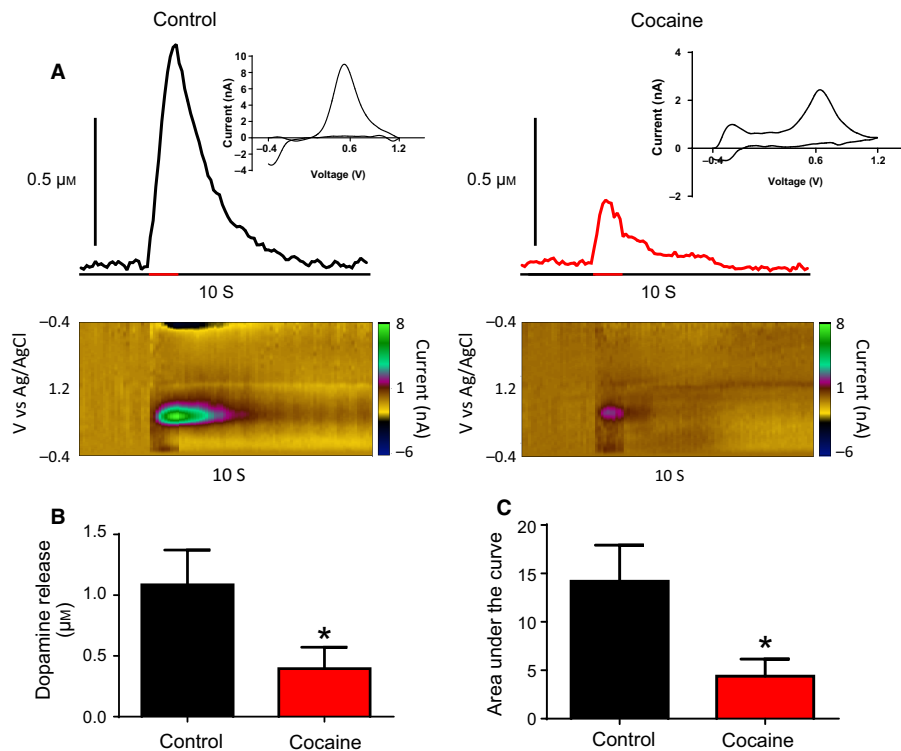 Control
Cocaine
A
0.5 μM
10 S
Current (nA)
10
8
6
4
2
0
−2
−4
0.6
1.2
Voltage (V)
0.5 μM
10 S
Current (nA)
4
2
0
−2
−0.4
0.6
1.2
Voltage (V)
V vs Ag/AgCl
−0.4
1.2
−0.4
10 S
8
1
−6
Current (nA)
V vs Ag/AgCl
−0.4
1.2
−0.4
10 S
8
1
−6
Current (nA)
B
Dopamine release
(μM)
1.5
1.0
0.5
0.0
*
Control
Cocaine
C
Area under the curve
20
15
10
5
0
*
Control
Cocaine